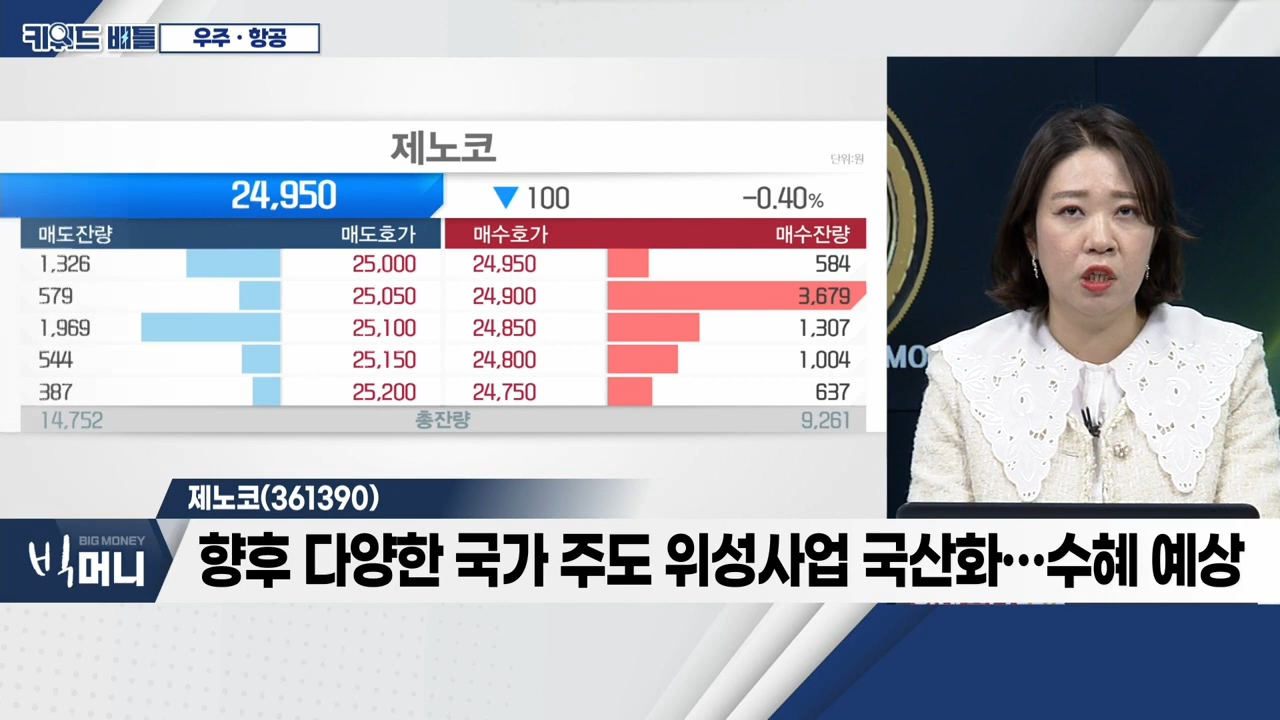 키워드 배틀
우주·항공
제노코
단위:원
24,950 ▼ 100 -0.40%
매도잔량 매도호가 매수호가 매수잔량
1,326 25,000 24,950 584
579 25,050 24,900 3,679
1,969 25,100 24,850 1,307
544 25,150 24,800 1,004
387 25,200 24,750 637
14,752 총잔량 9,261
MO
제노코(361390)
BIG MONEY
빅머니
향후 다양한 국가 주도 위성사업 국산화…수혜 예상